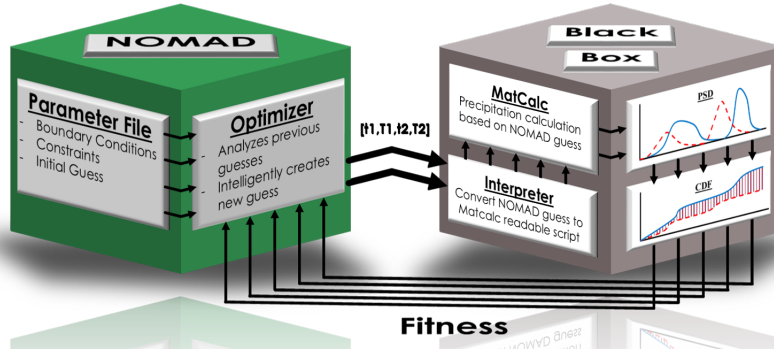 NOMAD
Parameter File
- Boundary Conditions
- Constraints
- Initial Guess
Optimizer
- Analyzes previous
guesses
- Intelligently creates
new guess
[t1,T1,t2,T2]
Black
Box
MatCalc
Precipitation calculation
based on NOMAD guess
Interpreter
Convert NOMAD guess to
Matcalc readable script
PSD
CDF
Fitness